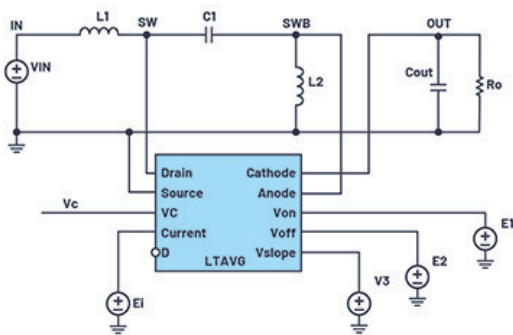 IN L1 SW C1 SWB OUT
VIN L2 Cout Ro
Drain Cathode
Source Anode
Vc VC Von
Current Voff E1
D Vslope
LTAVG E2
Ei V3